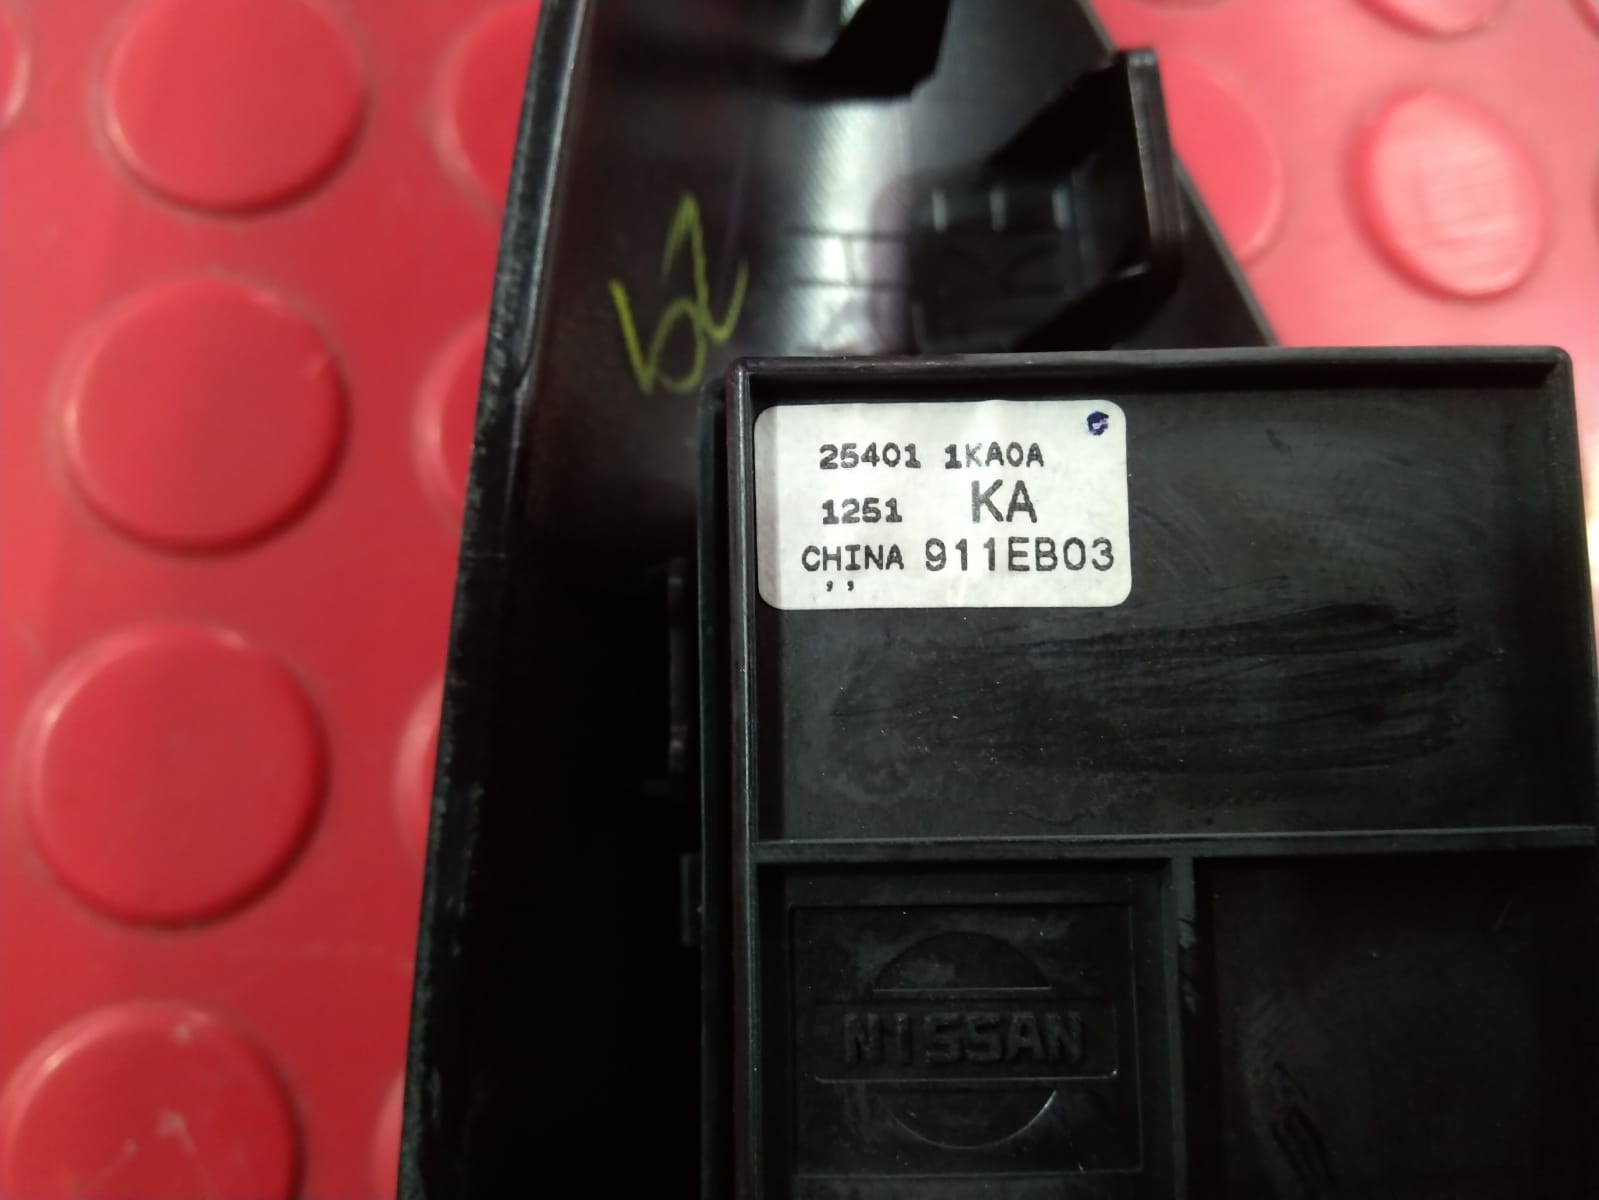 25401 1KA0A
1251 KA
CHINA 911EB03
,,
NISSAN